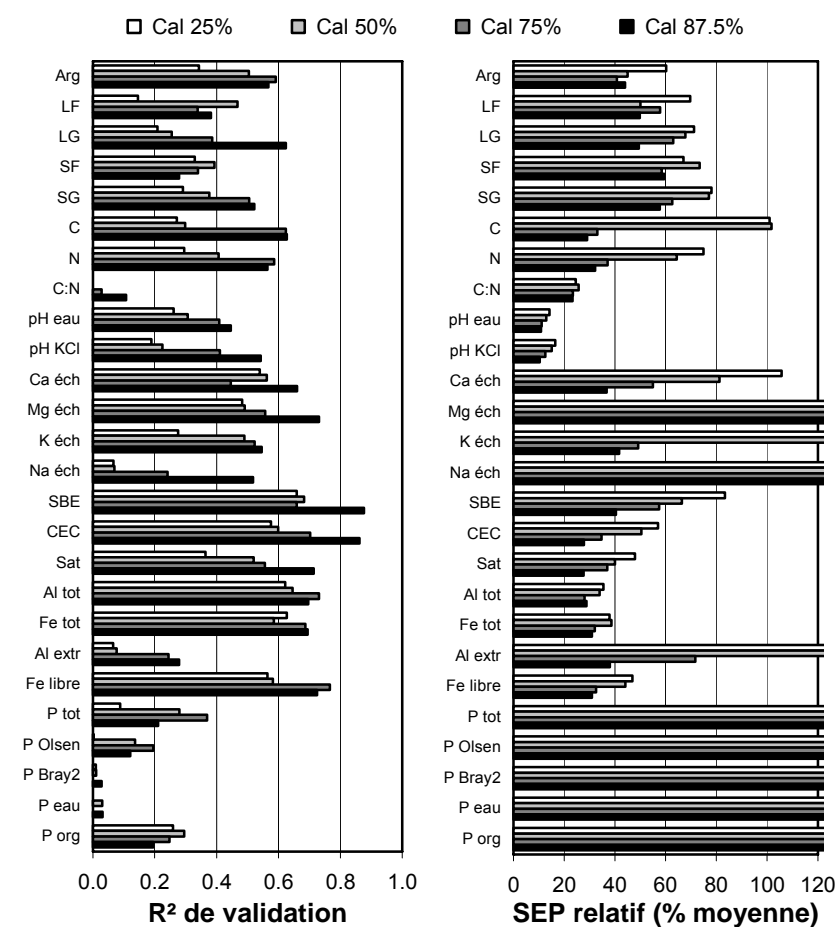 Cal 25% Cal 50% Cal 75% Cal 87.5%
Arg
LF
LG
SF
SG
C
N
C:N
pH eau
pH KCl
Ca éch
Mg éch
K éch
Na éch
SBE
CEC
Sat
Al tot
Fe tot
Al extr
Fe libre
P tot
P Olsen
P Bray2
P eau
P org
0.0 0.2 0.4 0.6 0.8 1.0
R² de validation
Arg
LF
LG
SF
SG
C
N
C:N
pH eau
pH KCl
Ca éch
Mg éch
K éch
Na éch
SBE
CEC
Sat
Al tot
Fe tot
Al extr
Fe libre
P tot
P Olsen
P Bray2
P eau
P org
0 20 40 60 80 100 120
SEP relatif (% moyenne)